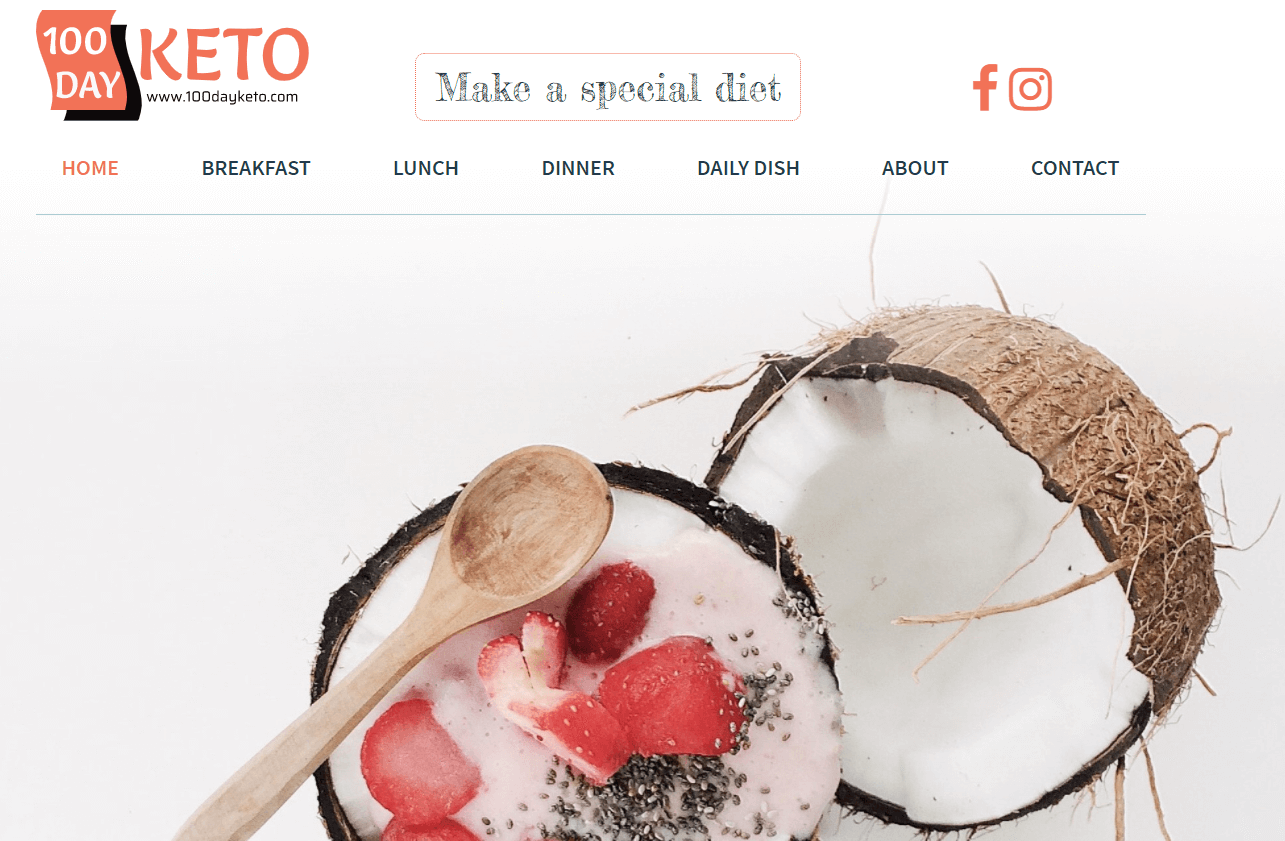 100
DAY
KETO
www.100dayketo.com
Make a special diet
HOME BREAKFAST LUNCH DINNER DAILY DISH ABOUT CONTACT